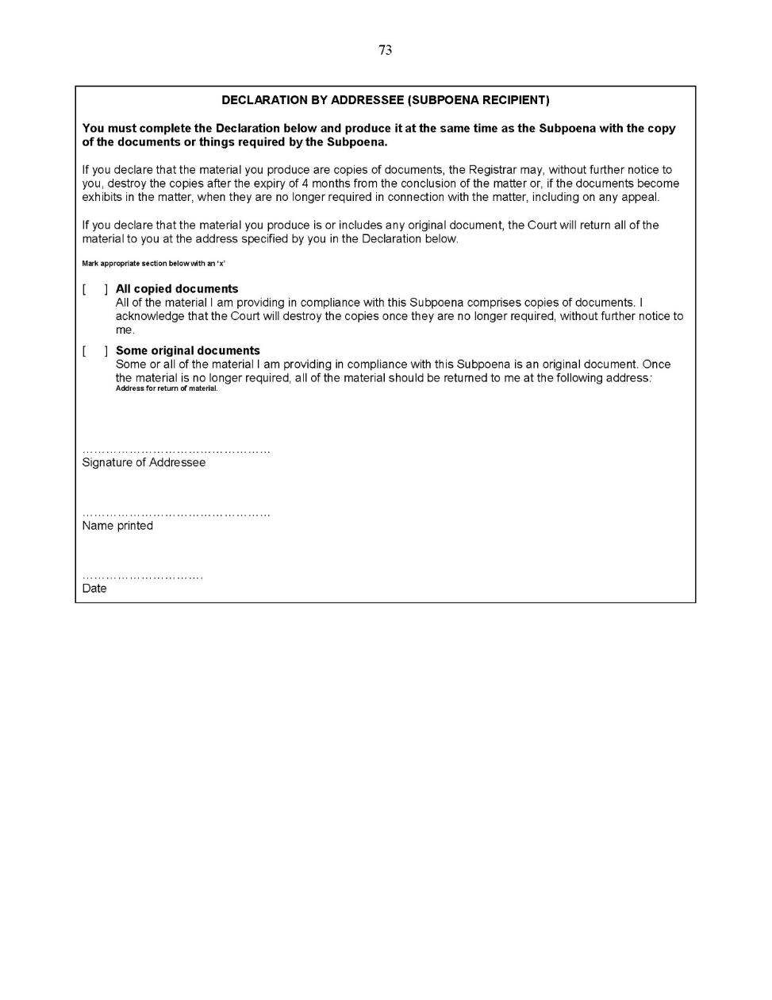 73
DECLARATION BY ADDRESSEE (SUBPOENA RECIPIENT)
You must complete the Declaration below and produce it at the same time as the Subpoena with the copy
of the documents or things required by the Subpoena.
If you declare that the material you produce are copies of documents, the Registrar may, without further notice to
you, destroy the copies after the expiry of 4 months from the conclusion of the matter or, if the documents become
exhibits in the matter, when they are no longer required in connection with the matter, including on any appeal.
If you declare that the material you produce is or includes any original document, the Court will return all of the
material to you at the address specified by you in the Declaration below.
Mark appropriate section below with an 'x'
[ ] All copied documents
All of the material I am providing in compliance with this Subpoena comprises copies of documents. I
acknowledge that the Court will destroy the copies once they are no longer required, without further notice to
me.
[ ] Some original documents
Some or all of the material I am providing in compliance with this Subpoena is an original document. Once
the material is no longer required, all of the material should be returned to me at the following address:
Address for return of material.
…………………………………………
Signature of Addressee
…………………………………………
Name printed
………………………….
Date